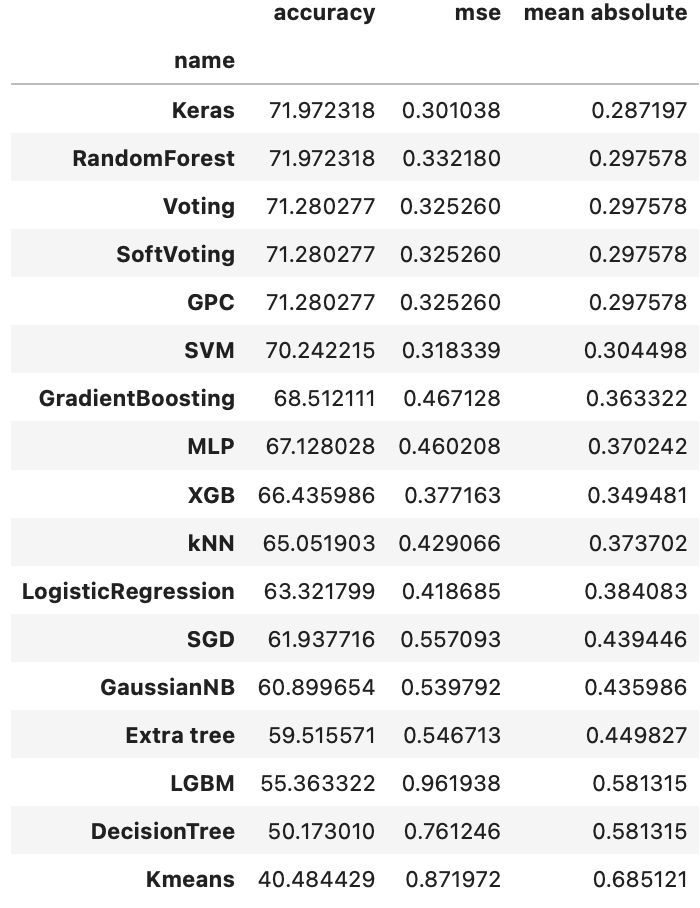 accuracy mse mean absolute
name
Keras 71.972318 0.301038 0.287197
RandomForest 71.972318 0.332180 0.297578
Voting 71.280277 0.325260 0.297578
SoftVoting 71.280277 0.325260 0.297578
GPC 71.280277 0.325260 0.297578
SVM 70.242215 0.318339 0.304498
GradientBoosting 68.512111 0.467128 0.363322
MLP 67.128028 0.460208 0.370242
XGB 66.435986 0.377163 0.349481
kNN 65.051903 0.429066 0.373702
LogisticRegression 63.321799 0.418685 0.384083
SGD 61.937716 0.557093 0.439446
GaussianNB 60.899654 0.539792 0.435986
Extra tree 59.515571 0.546713 0.449827
LGBM 55.363322 0.961938 0.581315
DecisionTree 50.173010 0.761246 0.581315
Kmeans 40.484429 0.871972 0.685121